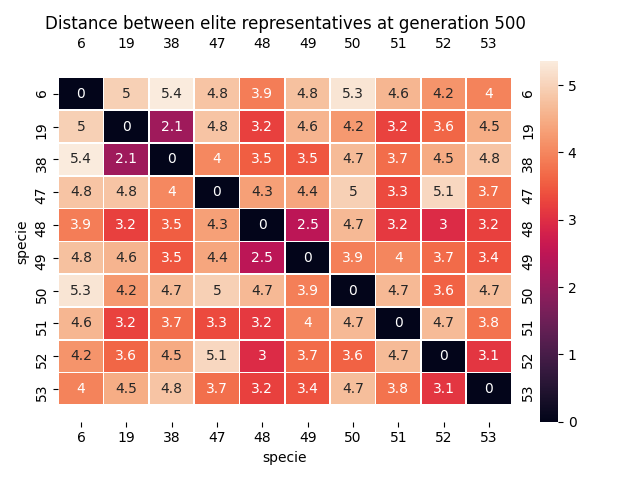 Distance between elite representatives at generation 500
6 19 38 47 48 49 50 51 52 53
6 0 5 5.4 4.8 3.9 4.8 5.3 4.6 4.2 4 6
19 5 0 2.1 4.8 3.2 4.6 4.2 3.2 3.6 4.5 19
38 5.4 2.1 0 4 3.5 3.5 4.7 3.7 4.5 4.8 38
47 4.8 4.8 4 0 4.3 4.4 5 3.3 5.1 3.7 47
48 3.9 3.2 3.5 4.3 0 2.5 4.7 3.2 3 3.2 48
49 4.8 4.6 3.5 4.4 2.5 0 3.9 4 3.7 3.4 49
50 5.3 4.2 4.7 5 4.7 3.9 0 4.7 3.6 4.7 50
51 4.6 3.2 3.7 3.3 3.2 4 4.7 0 4.7 3.8 51
52 4.2 3.6 4.5 5.1 3 3.7 3.6 4.7 0 3.1 52
53 4 4.5 4.8 3.7 3.2 3.4 4.7 3.8 3.1 0 53
6 19 38 47 48 49 50 51 52 53
specie
specie
5
4
3
2
1
0